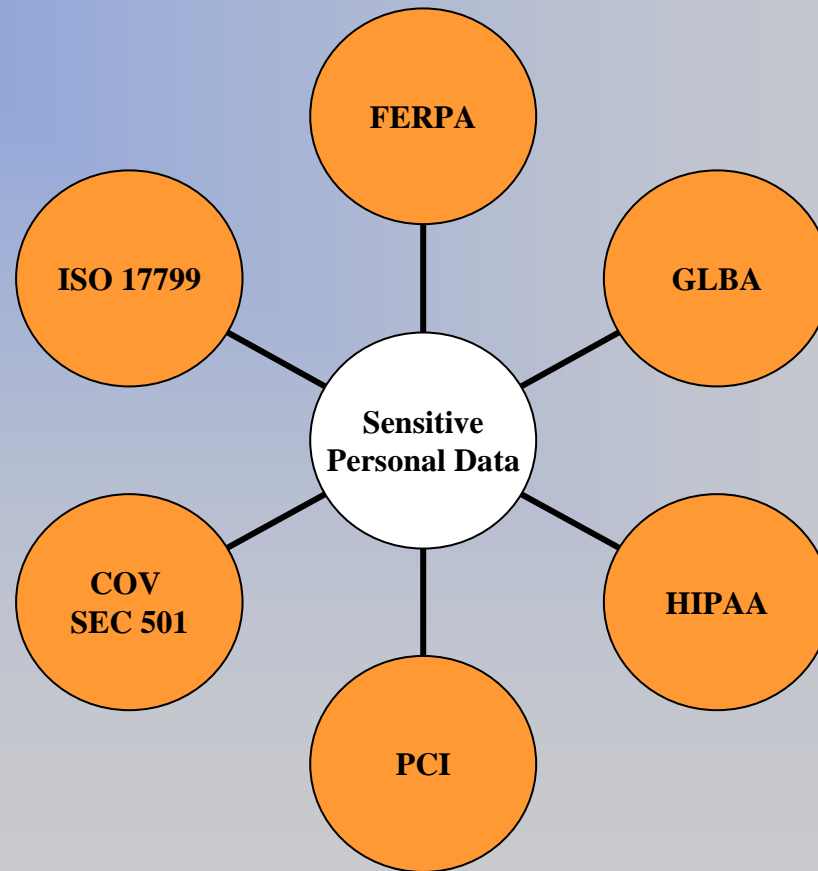 FERPA
ISO 17799
GLBA
Sensitive
Personal Data
COV
SEC 501
HIPAA
PCI